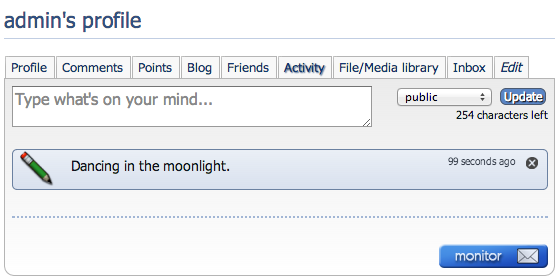 admin's profile
Profile Comments Points Blog Friends Activity File/Media library Inbox Edit
Type what's on your mind... public Update
254 characters left
Dancing in the moonlight. 99 seconds ago
monitor